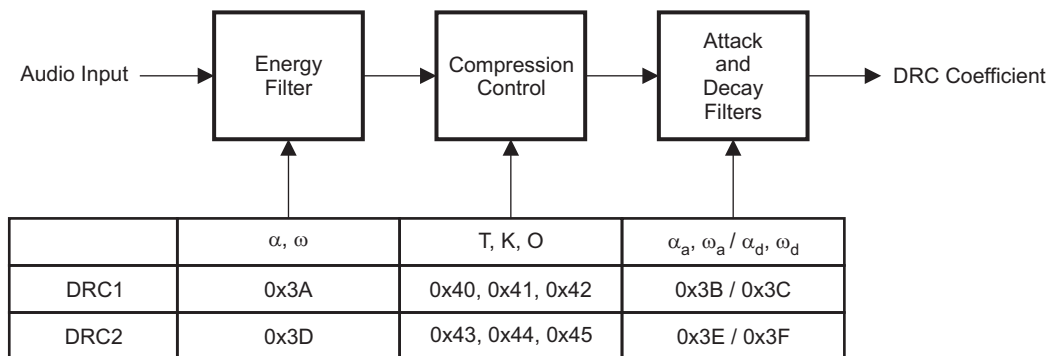 Audio Input
Energy
Filter
Compression
Control
Attack
and
Decay
Filters
DRC Coefficient
α, ω
T, K, O
αa, ωa / αd, ωd
DRC1
0x3A
0x40, 0x41, 0x42
0x3B / 0x3C
DRC2
0x3D
0x43, 0x44, 0x45
0x3E / 0x3F